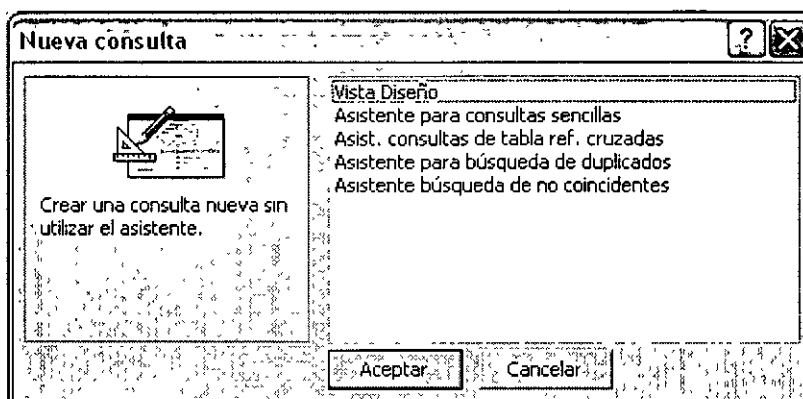 Nueva consulta
Vista Diseño
Asistente para consultas sencillas
Asist. consultas de tabla ref. cruzadas
Asistente para búsqueda de duplicados
Asistente búsqueda de no coincidentes
Crear una consulta nueva sin
utilizar el asistente.
Aceptar
Cancelar